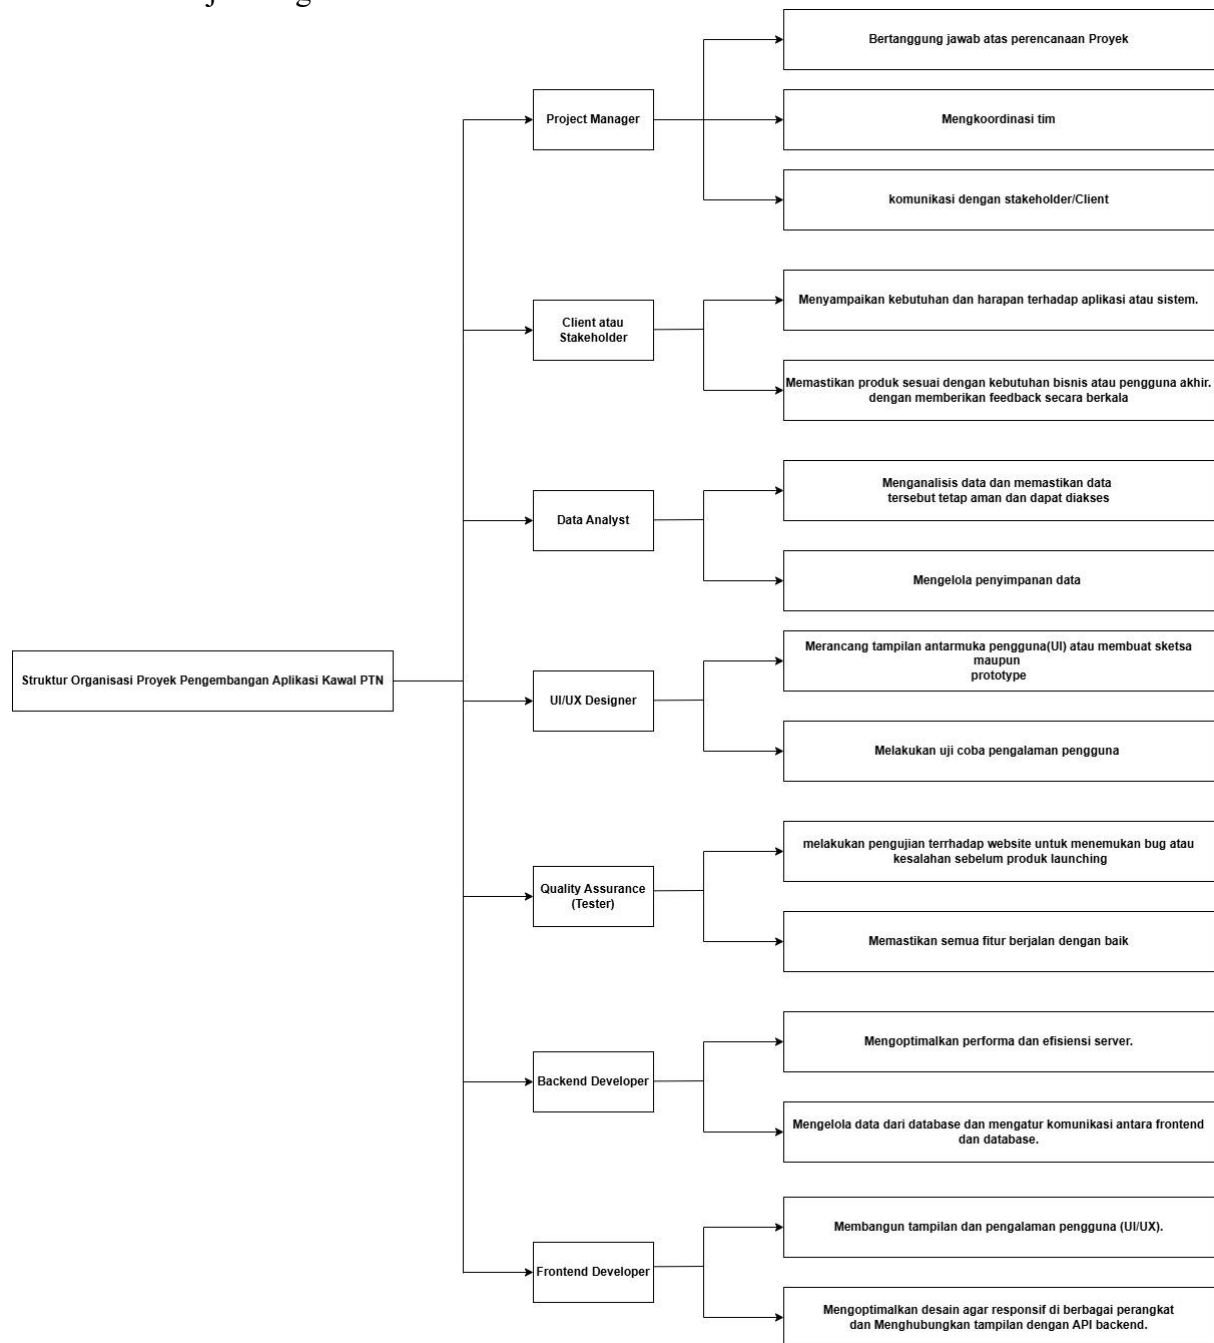 Bertanggung jawab atas perencanaan Proyek
Project Manager
Mengkoordinasi tim
komunikasi dengan stakeholder/Client
Client atau
Stakeholder
Menyampaikan kebutuhan dan harapan terhadap aplikasi atau sistem.
Memastikan produk sesuai dengan kebutuhan bisnis atau pengguna akhir.
dengan memberikan feedback secara berkala
Data Analyst
Menganalisis data dan memastikan data
tersebut tetap aman dan dapat diakses
Mengelola penyimpanan data
Struktur Organisasi Proyek Pengembangan Aplikasi Kawal PTN
UI/UX Designer
Merancang tampilan antarmuka pengguna(UI) atau membuat sketsa
maupun
prototype
Melakukan uji coba pengalaman pengguna
Quality Assurance
(Tester)
melakukan pengujian terrhadap website untuk menemukan bug atau
kesalahan sebelum produk launching
Memastikan semua fitur berjalan dengan baik
Backend Developer
Mengoptimalkan performa dan efisiensi server.
Mengelola data dari database dan mengatur komunikasi antara frontend
dan database.
Frontend Developer
Membangun tampilan dan pengalaman pengguna (UI/UX).
Mengoptimalkan desain agar responsif di berbagai perangkat
dan Menghubungkan tampilan dengan API backend.